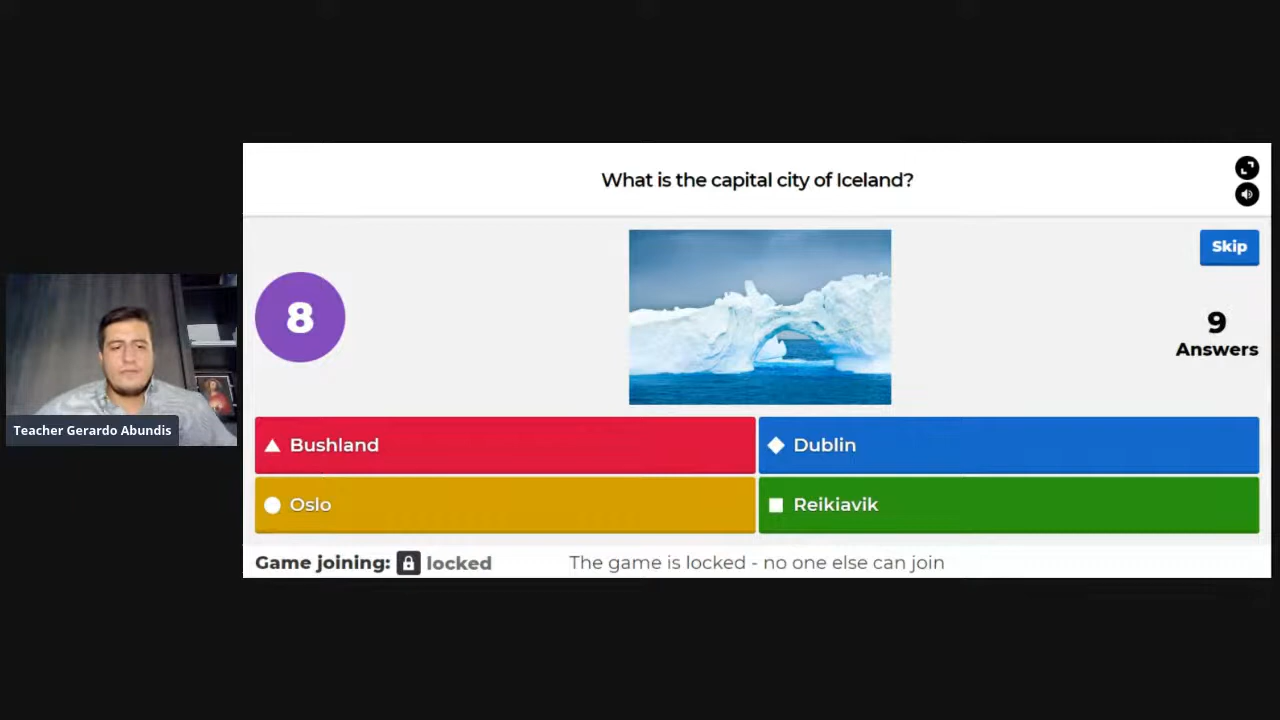 What is the capital city of Iceland?
Skip
8
9
Answers
Teacher Gerardo Abundis
Bushland
Dublin
Oslo
Reikiavik
Game joining: locked
The game is locked - no one else can join